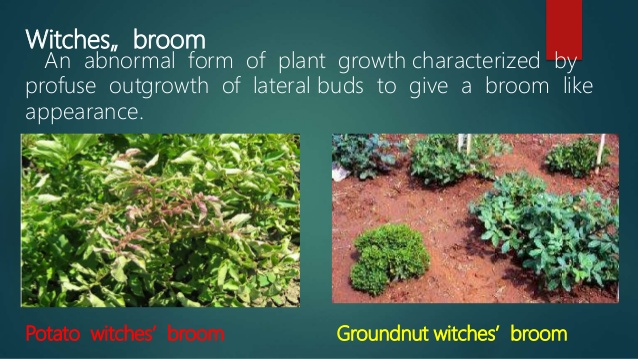 Witches„ broom
An abnormal form of plant growth characterized by
profuse outgrowth of lateral buds to give a broom like
appearance.
Potato witches’ broom
Groundnut witches’ broom